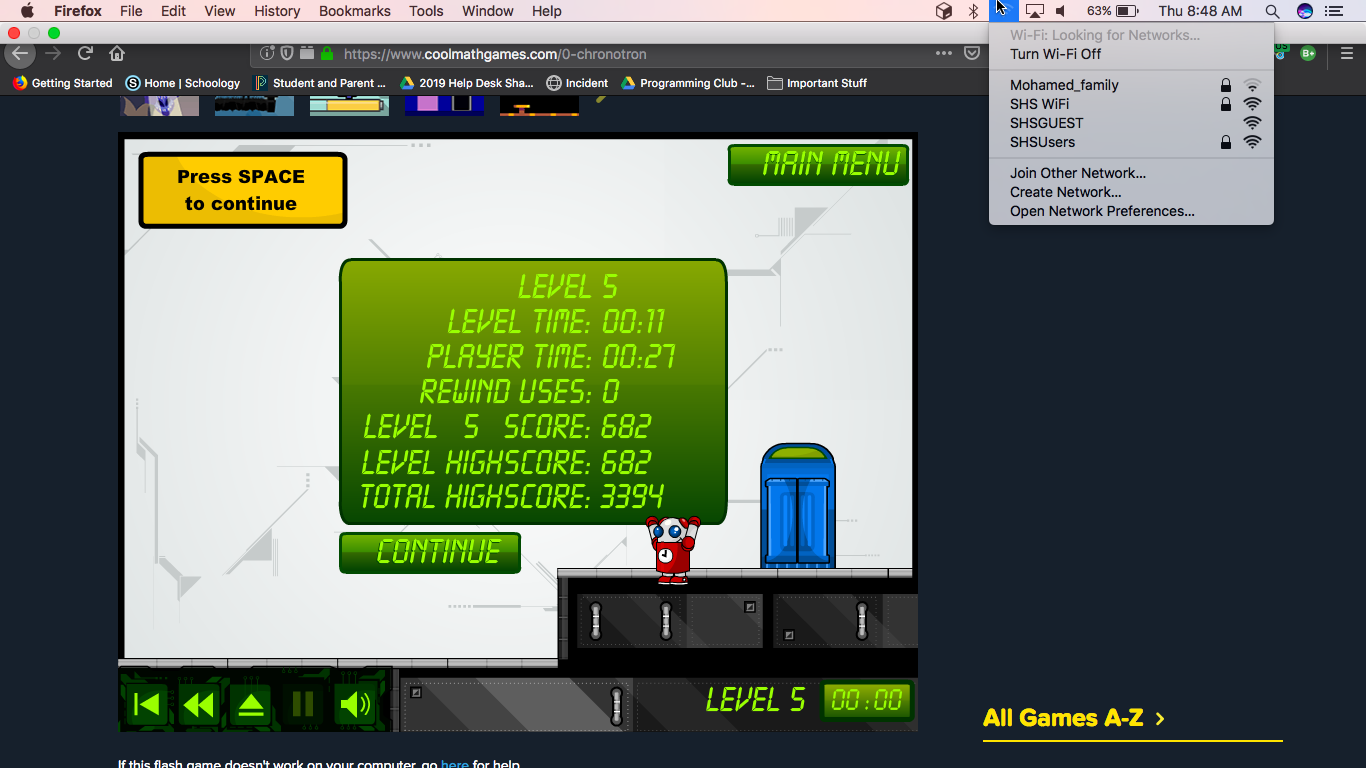 Firefox File Edit View History Bookmarks Tools Window Help 63% Thu 8:48 AM
https://www.coolmathgames.com/0-chronotron
Getting Started Home | Schoology Student and Parent ... 2019 Help Desk Sha... Incident Programming Club -... Important Stuff
Wi-Fi: Looking for Networks...
Turn Wi-Fi Off
Mohamed_family
SHS WiFi
SHSGUEST
SHSUsers
Join Other Network...
Create Network...
Open Network Preferences...
US
B+
Press SPACE
to continue
MAIN MENU
LEVEL 5
LEVEL TIME: 00:11
PLAYER TIME: 00:27
REWIND USES: 0
LEVEL 5 SCORE: 682
LEVEL HIGHSCORE: 682
TOTAL HIGHSCORE: 3394
CONTINUE
LEVEL 5 00:00
All Games A-Z >
If this flash game doesn't work on your computer, go here for help